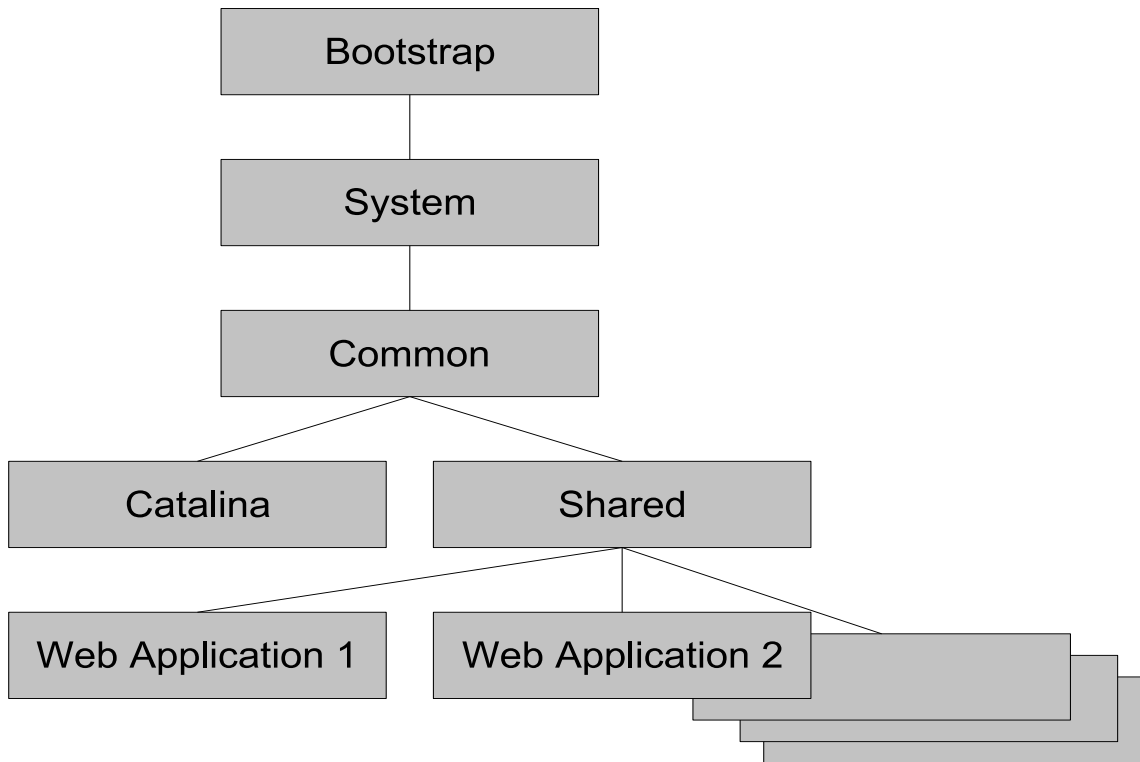 Bootstrap
System
Common
Catalina
Shared
Web Application 1
Web Application 2